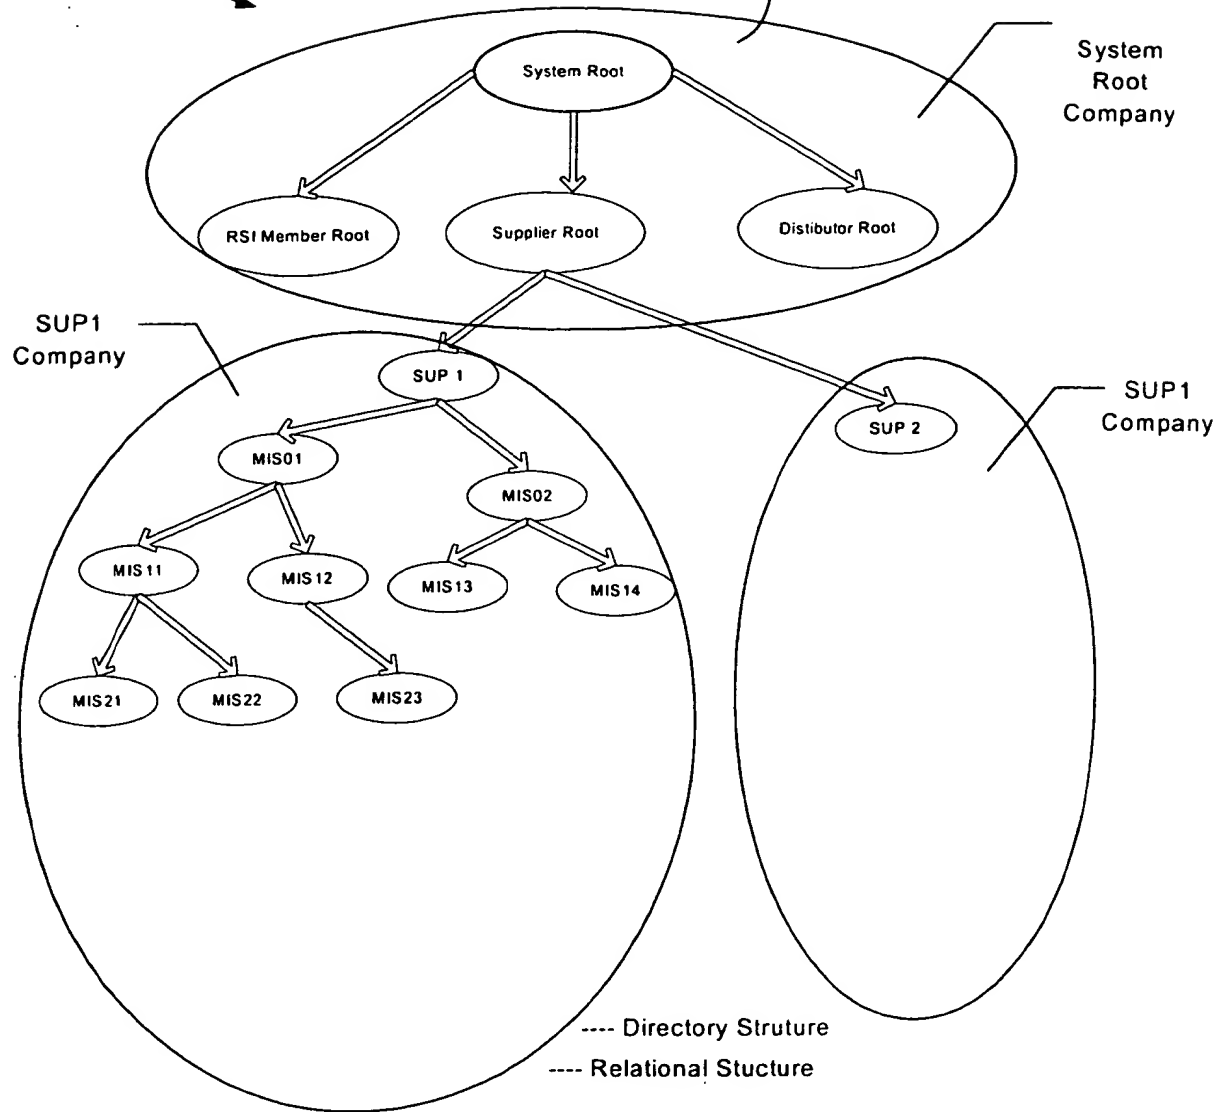 System Root
System
Root
Company
RSI Member Root
Supplier Root
Distibutor Root
SUP1
Company
SUP 1
SUP1
Company
SUP 2
MIS01
MIS02
MIS11
MIS12
MIS13
MIS14
MIS21
MIS22
MIS23
---- Directory Struture
---- Relational Stucture